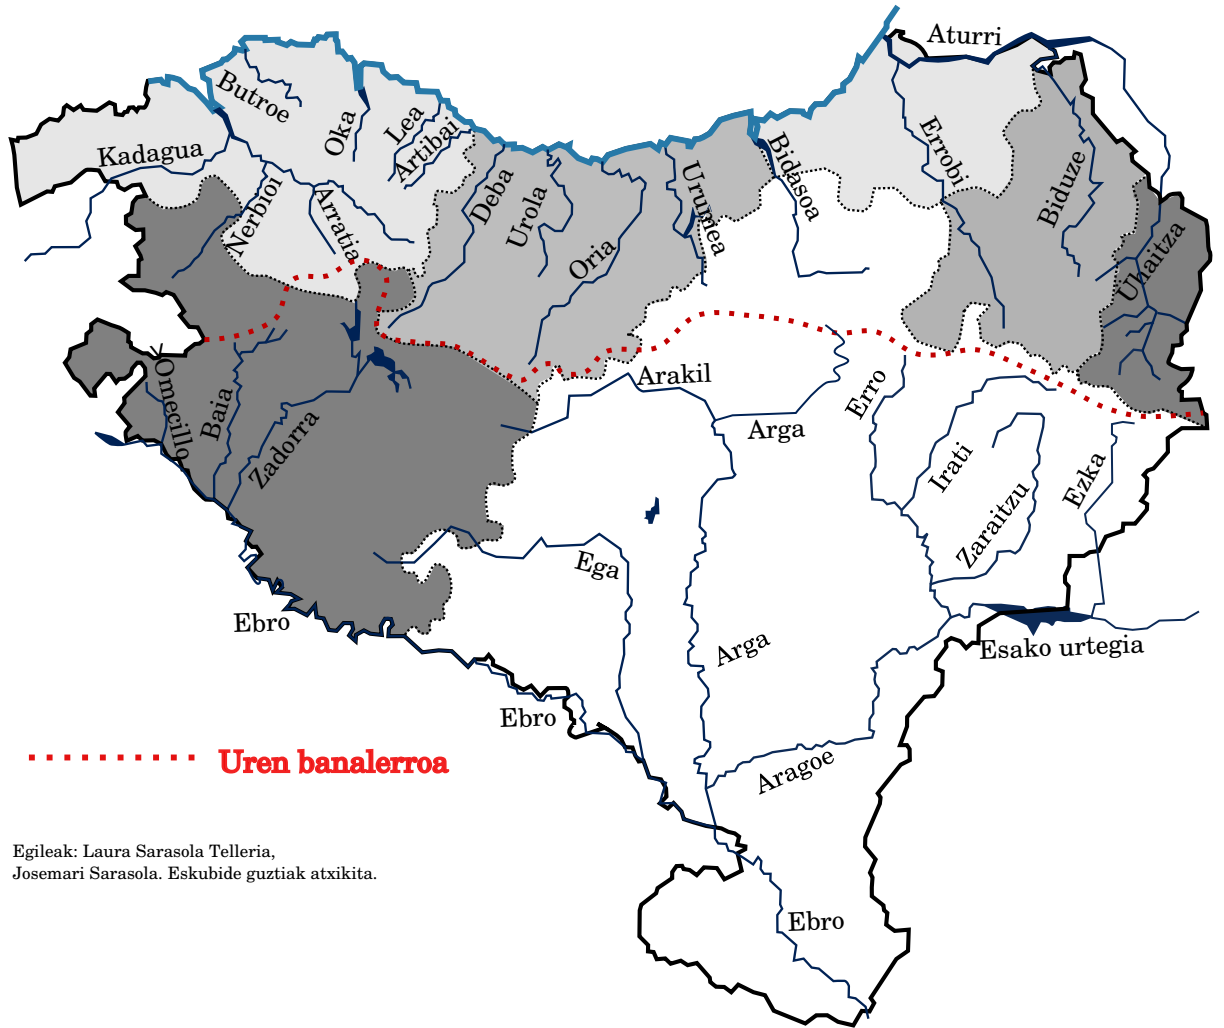 Aturri
Butroe
Oka
Lea
Artibai
Kadagua
Errobi
Bidasoa
Biduze
Nerbioi
Arratia
Deba
Urola
Urumea
Oria
Uhaitza
Omecillo
Baia
Zadorra
Arakil
Arga
Erro
Irati
Zaraitzu
Ezka
Ega
Ebro
Arga
Esako urtegia
Ebro
Aragoe
Uren banalerroa
Egileak: Laura Sarasola Telleria,
Josemari Sarasola. Eskubide guztiak atxikita.
Ebro